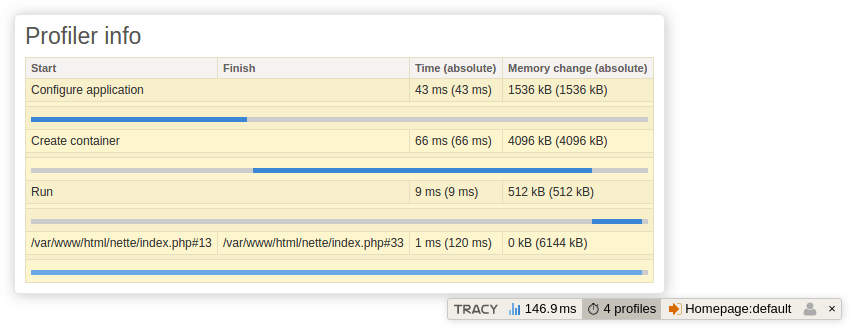 Profiler info
Start Finish Time (absolute) Memory change (absolute)
Configure application 43 ms (43 ms) 1536 kB (1536 kB)
Create container 66 ms (66 ms) 4096 kB (4096 kB)
Run 9 ms (9 ms) 512 kB (512 kB)
/var/www/html/nette/index.php#13 /var/www/html/nette/index.php#33 1 ms (120 ms) 0 kB (6144 kB)
TRACY 146.9 ms 4 profiles Homepage:default ×